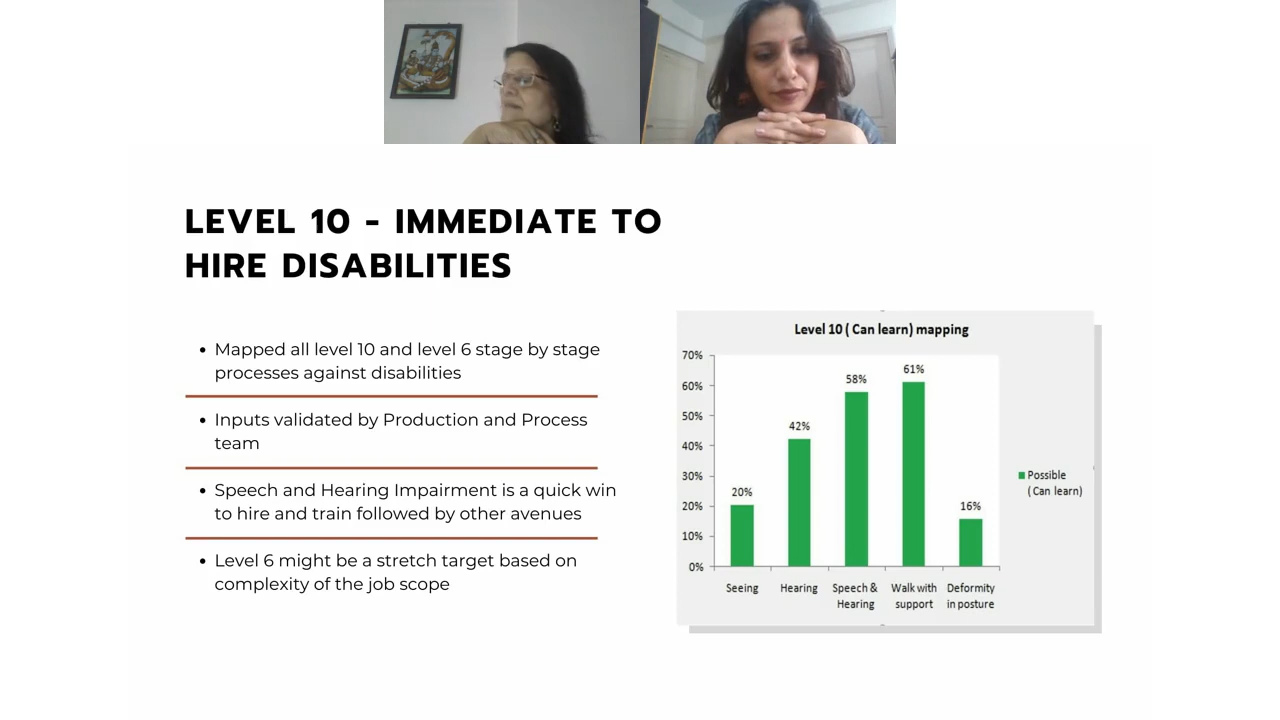 LEVEL 10 - IMMEDIATE TO
HIRE DISABILITIES
• Mapped all level 10 and level 6 stage by stage
processes against disabilities
• Inputs validated by Production and Process
team
• Speech and Hearing Impairment is a quick win
to hire and train followed by other avenues
• Level 6 might be a stretch target based on
complexity of the job scope
Level 10 ( Can learn) mapping
70%
60%
50%
40%
30%
20%
10%
0%
20%
42%
58%
61%
16%
Seeing
Hearing
Speech &
Hearing
Walk with
support
Deformity
in posture
Possible
( Can learn)